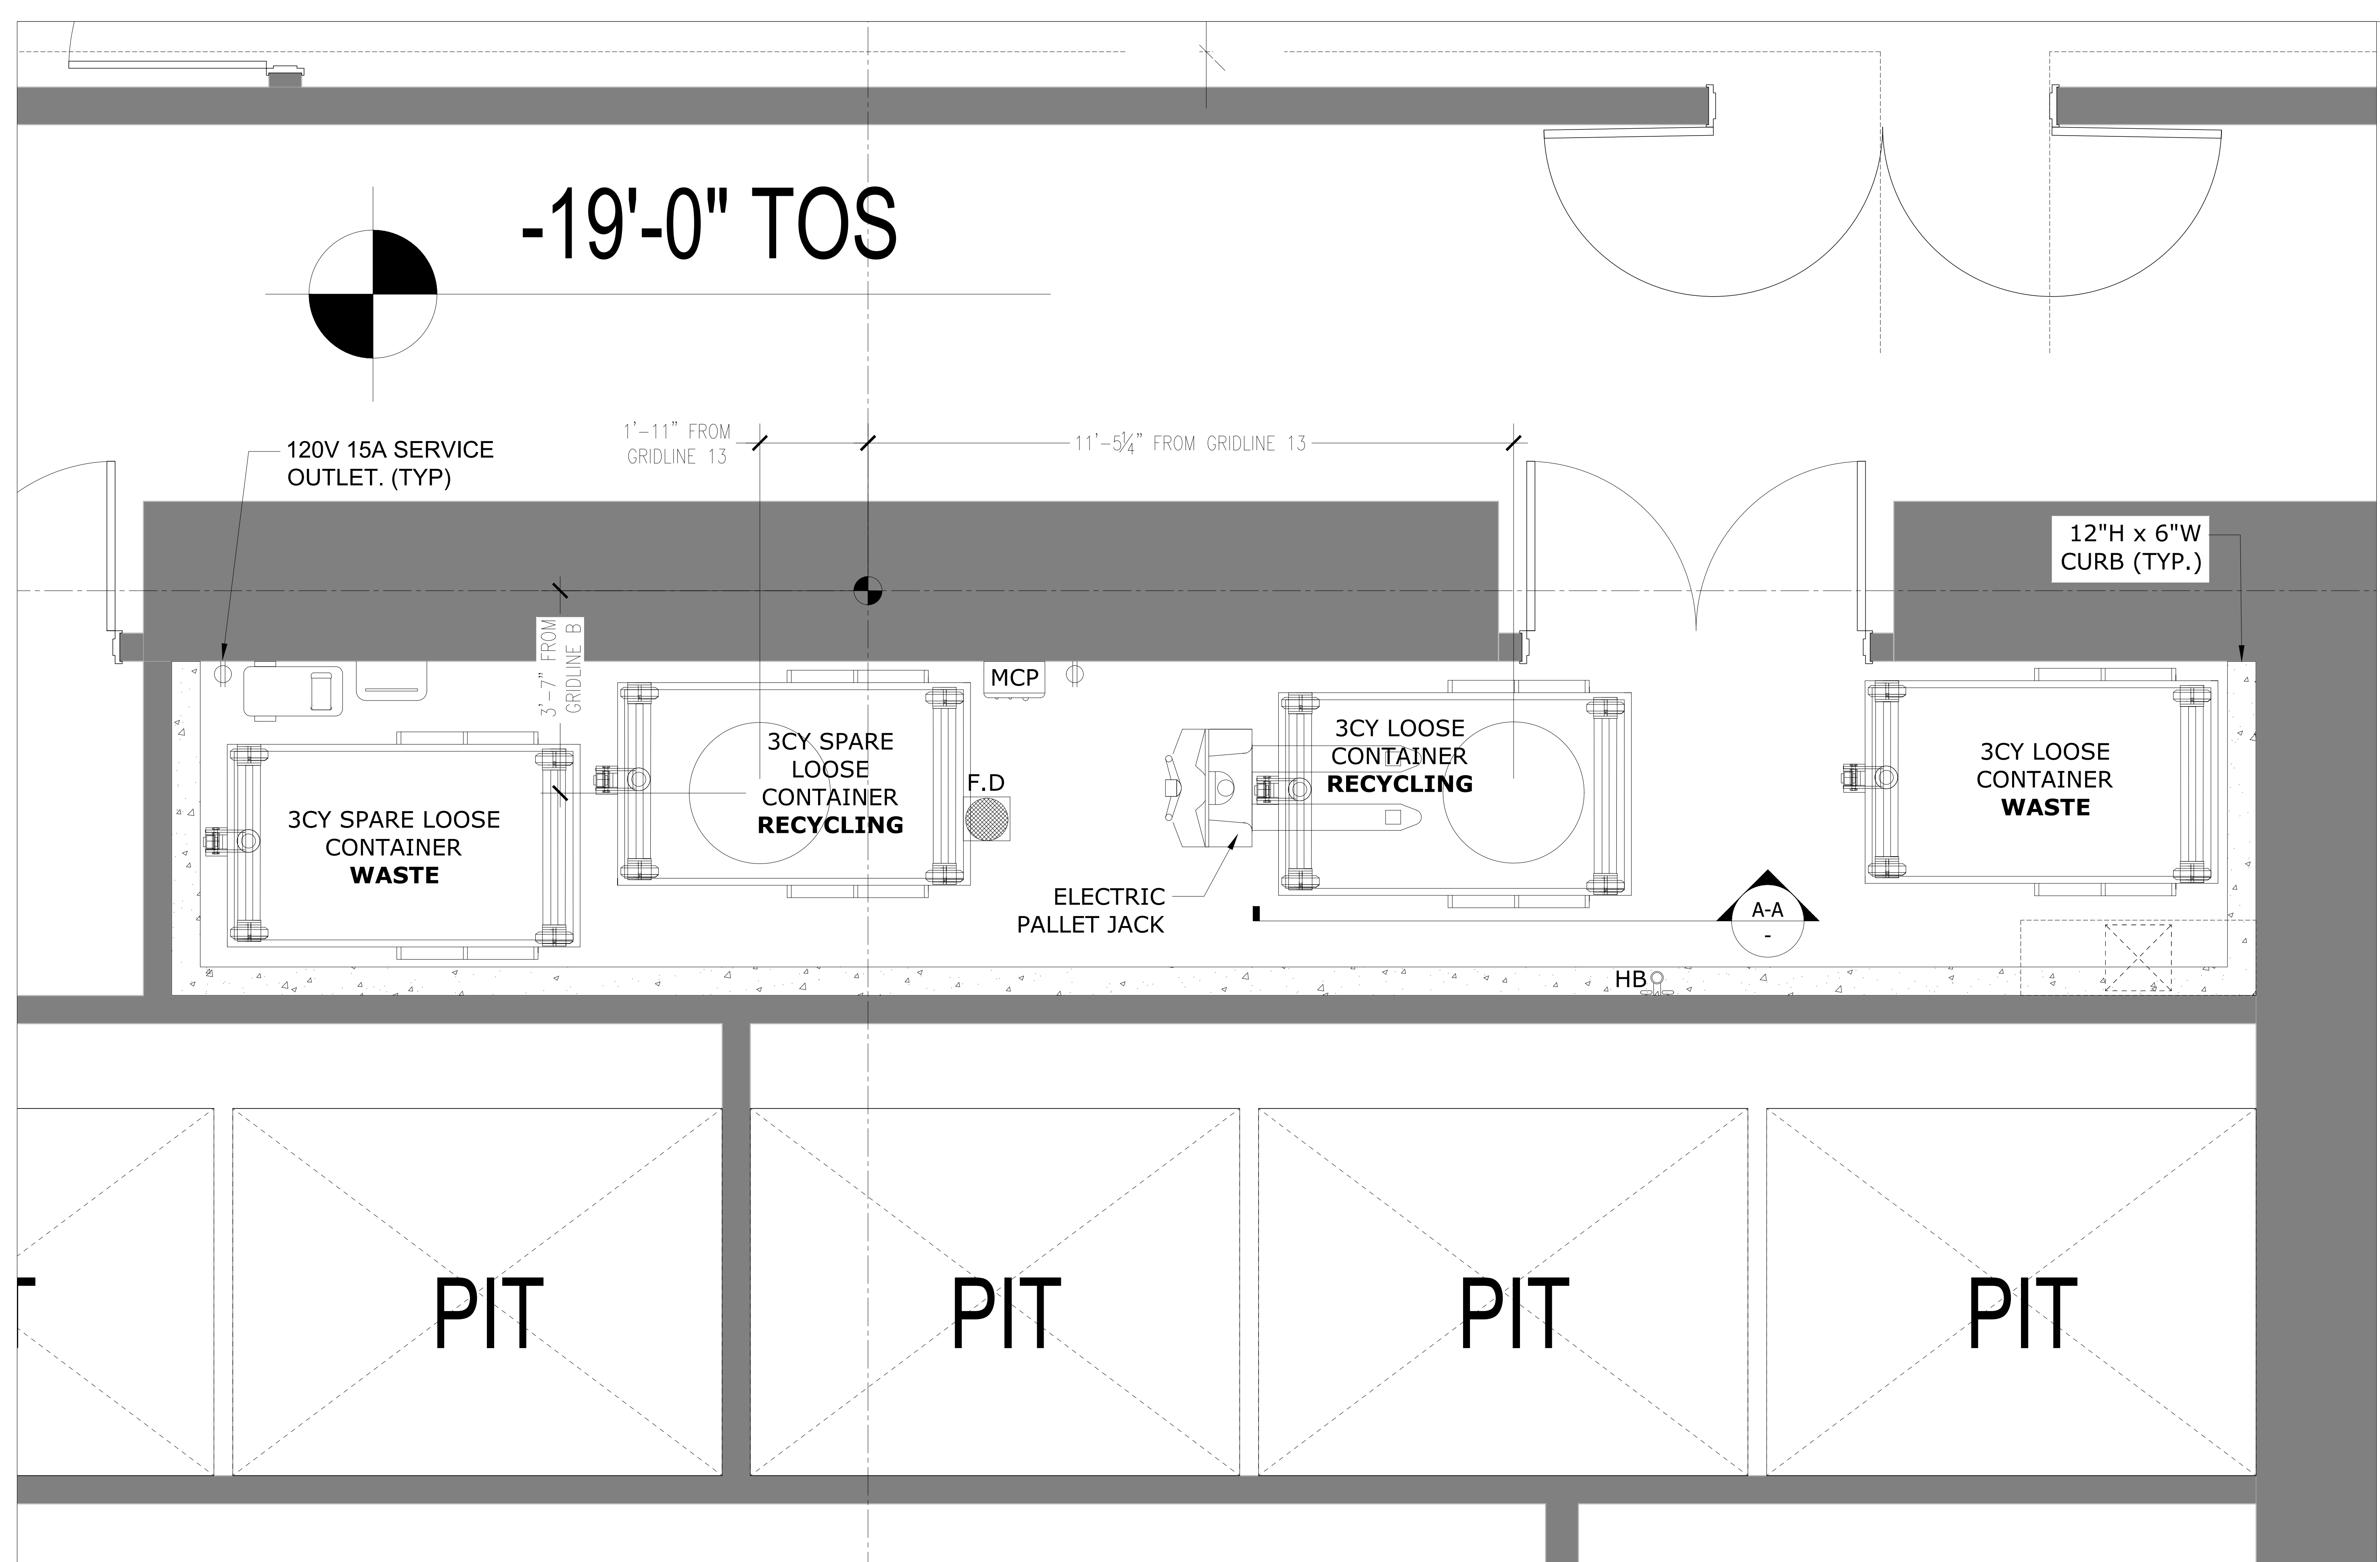 -19'-0" TOS
120V 15A SERVICE
OUTLET. (TYP)
1'-11" FROM
GRIDLINE 13
11'-5¼" FROM GRIDLINE 13
12"H x 6"W
CURB (TYP.)
3'-7" FROM
GRIDLINE B
MCP
3CY SPARE LOOSE
CONTAINER
WASTE
3CY SPARE
LOOSE
CONTAINER
RECYCLING
F.D
3CY LOOSE
CONTAINER
RECYCLING
3CY LOOSE
CONTAINER
WASTE
ELECTRIC
PALLET JACK
A-A
-
HB
PIT
PIT
PIT
PIT